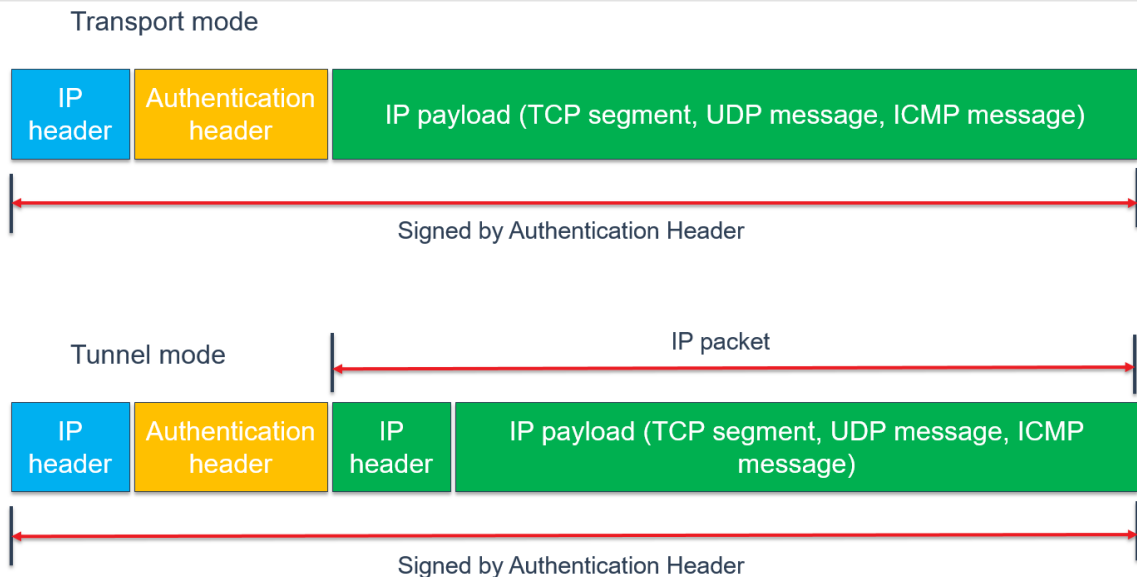 Transport mode
IP
header
Authentication
header
IP payload (TCP segment, UDP message, ICMP message)
Signed by Authentication Header
Tunnel mode
IP packet
IP
header
Authentication
header
IP
header
IP payload (TCP segment, UDP message, ICMP
message)
Signed by Authentication Header